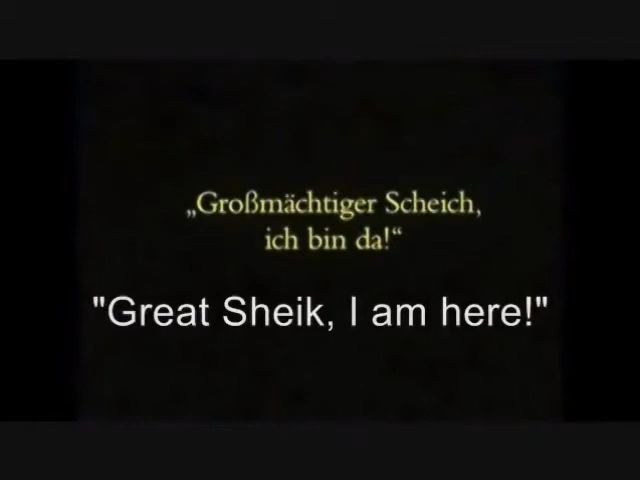 „Großmächtiger Scheich,
ich bin da!“
"Great Sheik, I am here!"